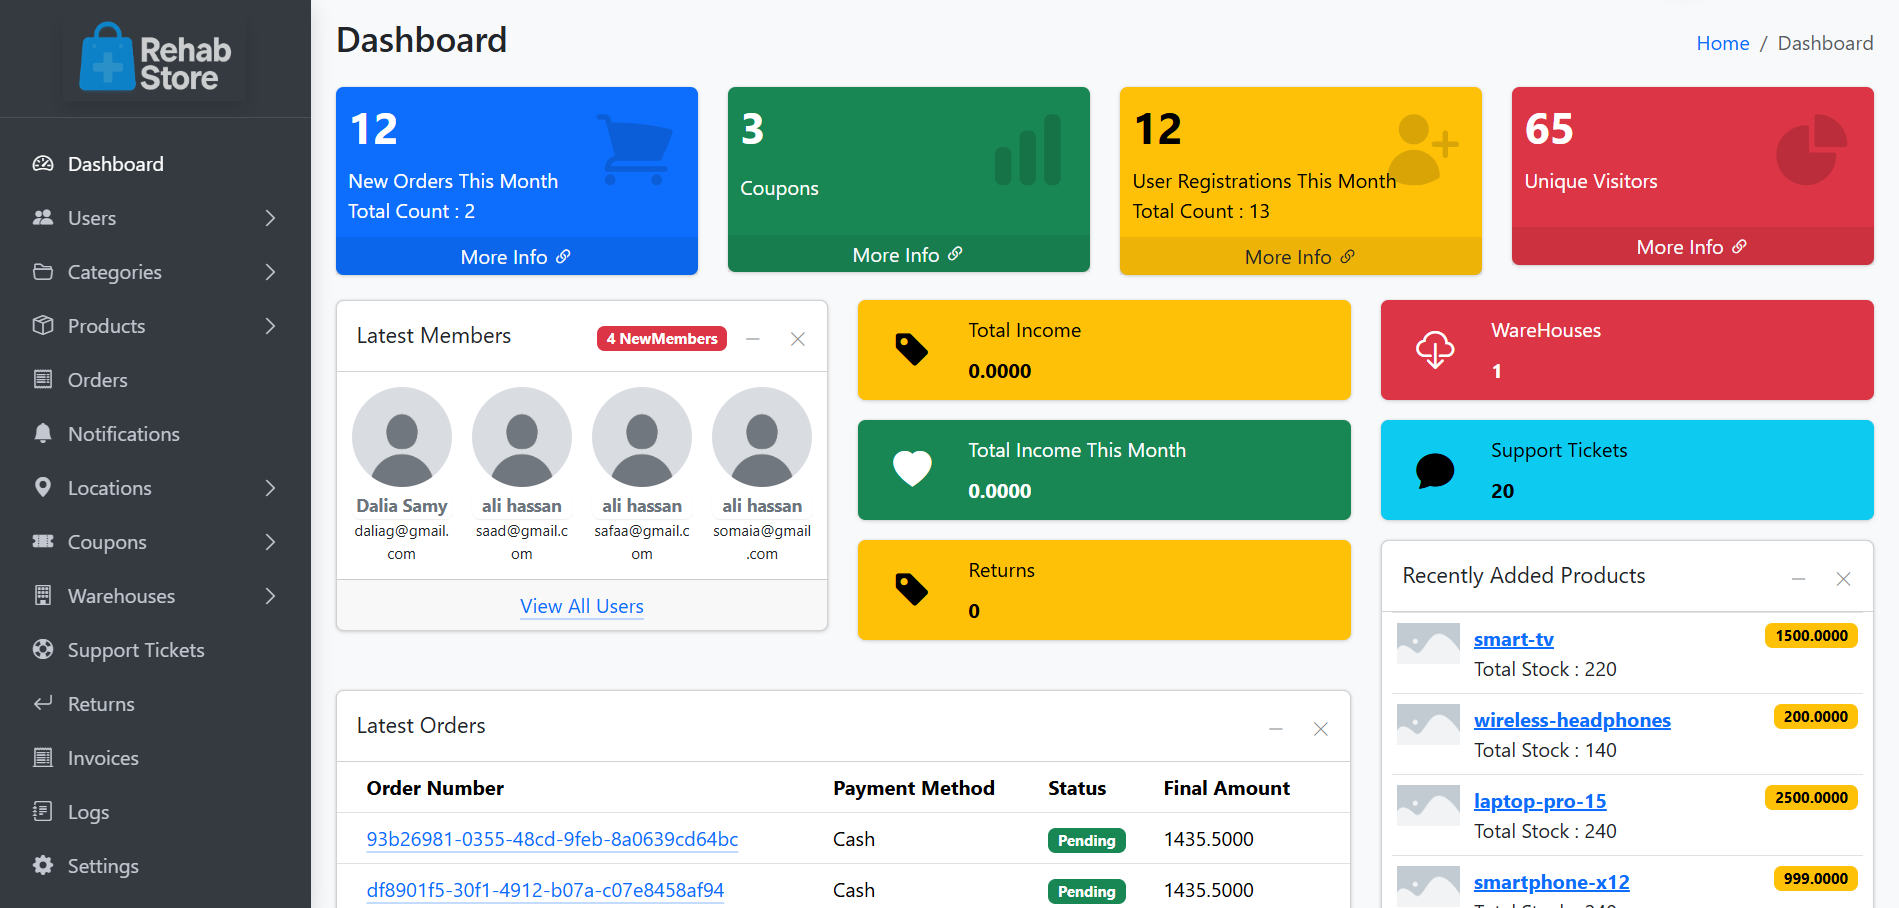 Rehab
Store
Dashboard
Users
Categories
Products
Orders
Notifications
Locations
Coupons
Warehouses
Support Tickets
Returns
Invoices
Logs
Settings
Dashboard
Home / Dashboard
12
New Orders This Month
Total Count : 2
More Info
3
Coupons
More Info
12
User Registrations This Month
Total Count : 13
More Info
65
Unique Visitors
More Info
Latest Members
4 NewMembers
Dalia Samy
daliag@gmail.
com
ali hassan
saad@gmail.c
om
ali hassan
safaa@gmail.c
om
ali hassan
somaia@gmail
.com
View All Users
Total Income
0.0000
Total Income This Month
0.0000
Returns
0
WareHouses
1
Support Tickets
20
Latest Orders
Order Number Payment Method Status Final Amount
93b26981-0355-48cd-9feb-8a0639cd64bc Cash Pending 1435.5000
df8901f5-30f1-4912-b07a-c07e8458af94 Cash Pending 1435.5000
Recently Added Products
smart-tv 1500.0000
Total Stock : 220
wireless-headphones 200.0000
Total Stock : 140
laptop-pro-15 2500.0000
Total Stock : 240
smartphone-x12 999.0000